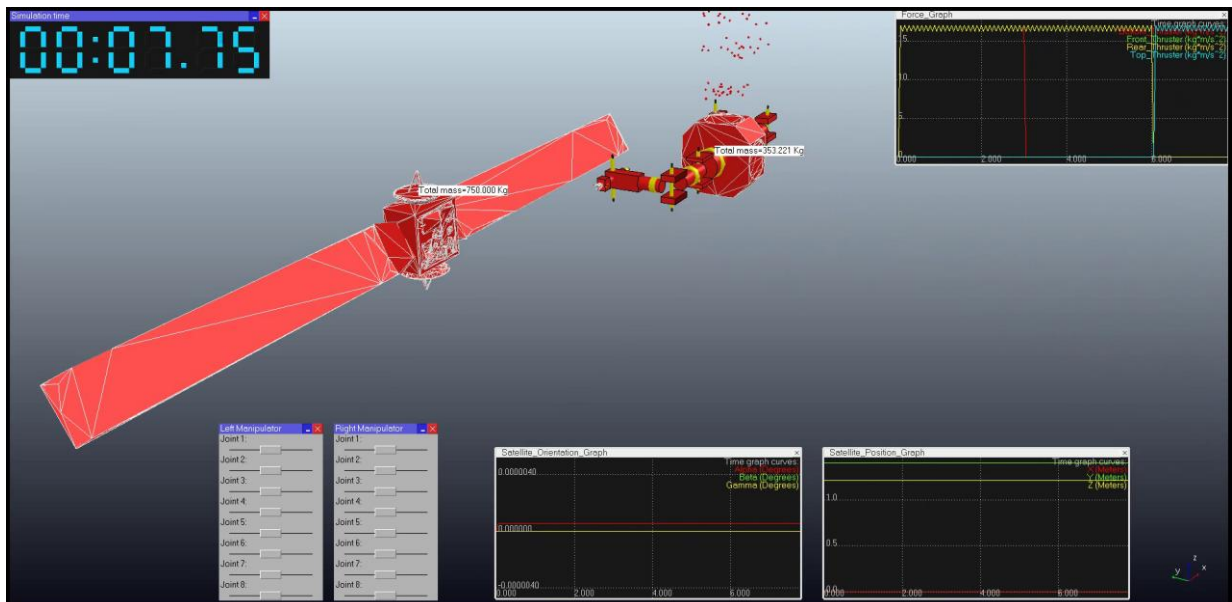 Simulation time
00:07.75
Total mass=750.000 Kg
Total mass=353.221 Kg
Force_Graph
Time graph curves:
Front_Thruster (kg*m/s^2)
Rear_Thruster (kg*m/s^2)
Top_Thruster (kg*m/s^2)
15.
10.
5.
0
0.000 2.000 4.000 6.000
Left Manipulator
Joint 1:
Joint 2:
Joint 3:
Joint 4:
Joint 5:
Joint 6:
Joint 7:
Joint 8:
Right Manipulator
Joint 1:
Joint 2:
Joint 3:
Joint 4:
Joint 5:
Joint 6:
Joint 7:
Joint 8:
Satellite_Orientation_Graph
Time graph curves:
Alpha (Degrees)
Beta (Degrees)
Gamma (Degrees)
0.0000040
0.000000
-0.0000040
0.000 2.000 4.000 6.000
Satellite_Position_Graph
Time graph curves:
X (Meters)
Y (Meters)
Z (Meters)
1.0
0.5
0.0
0.000 2.000 4.000 6.000
z
y x